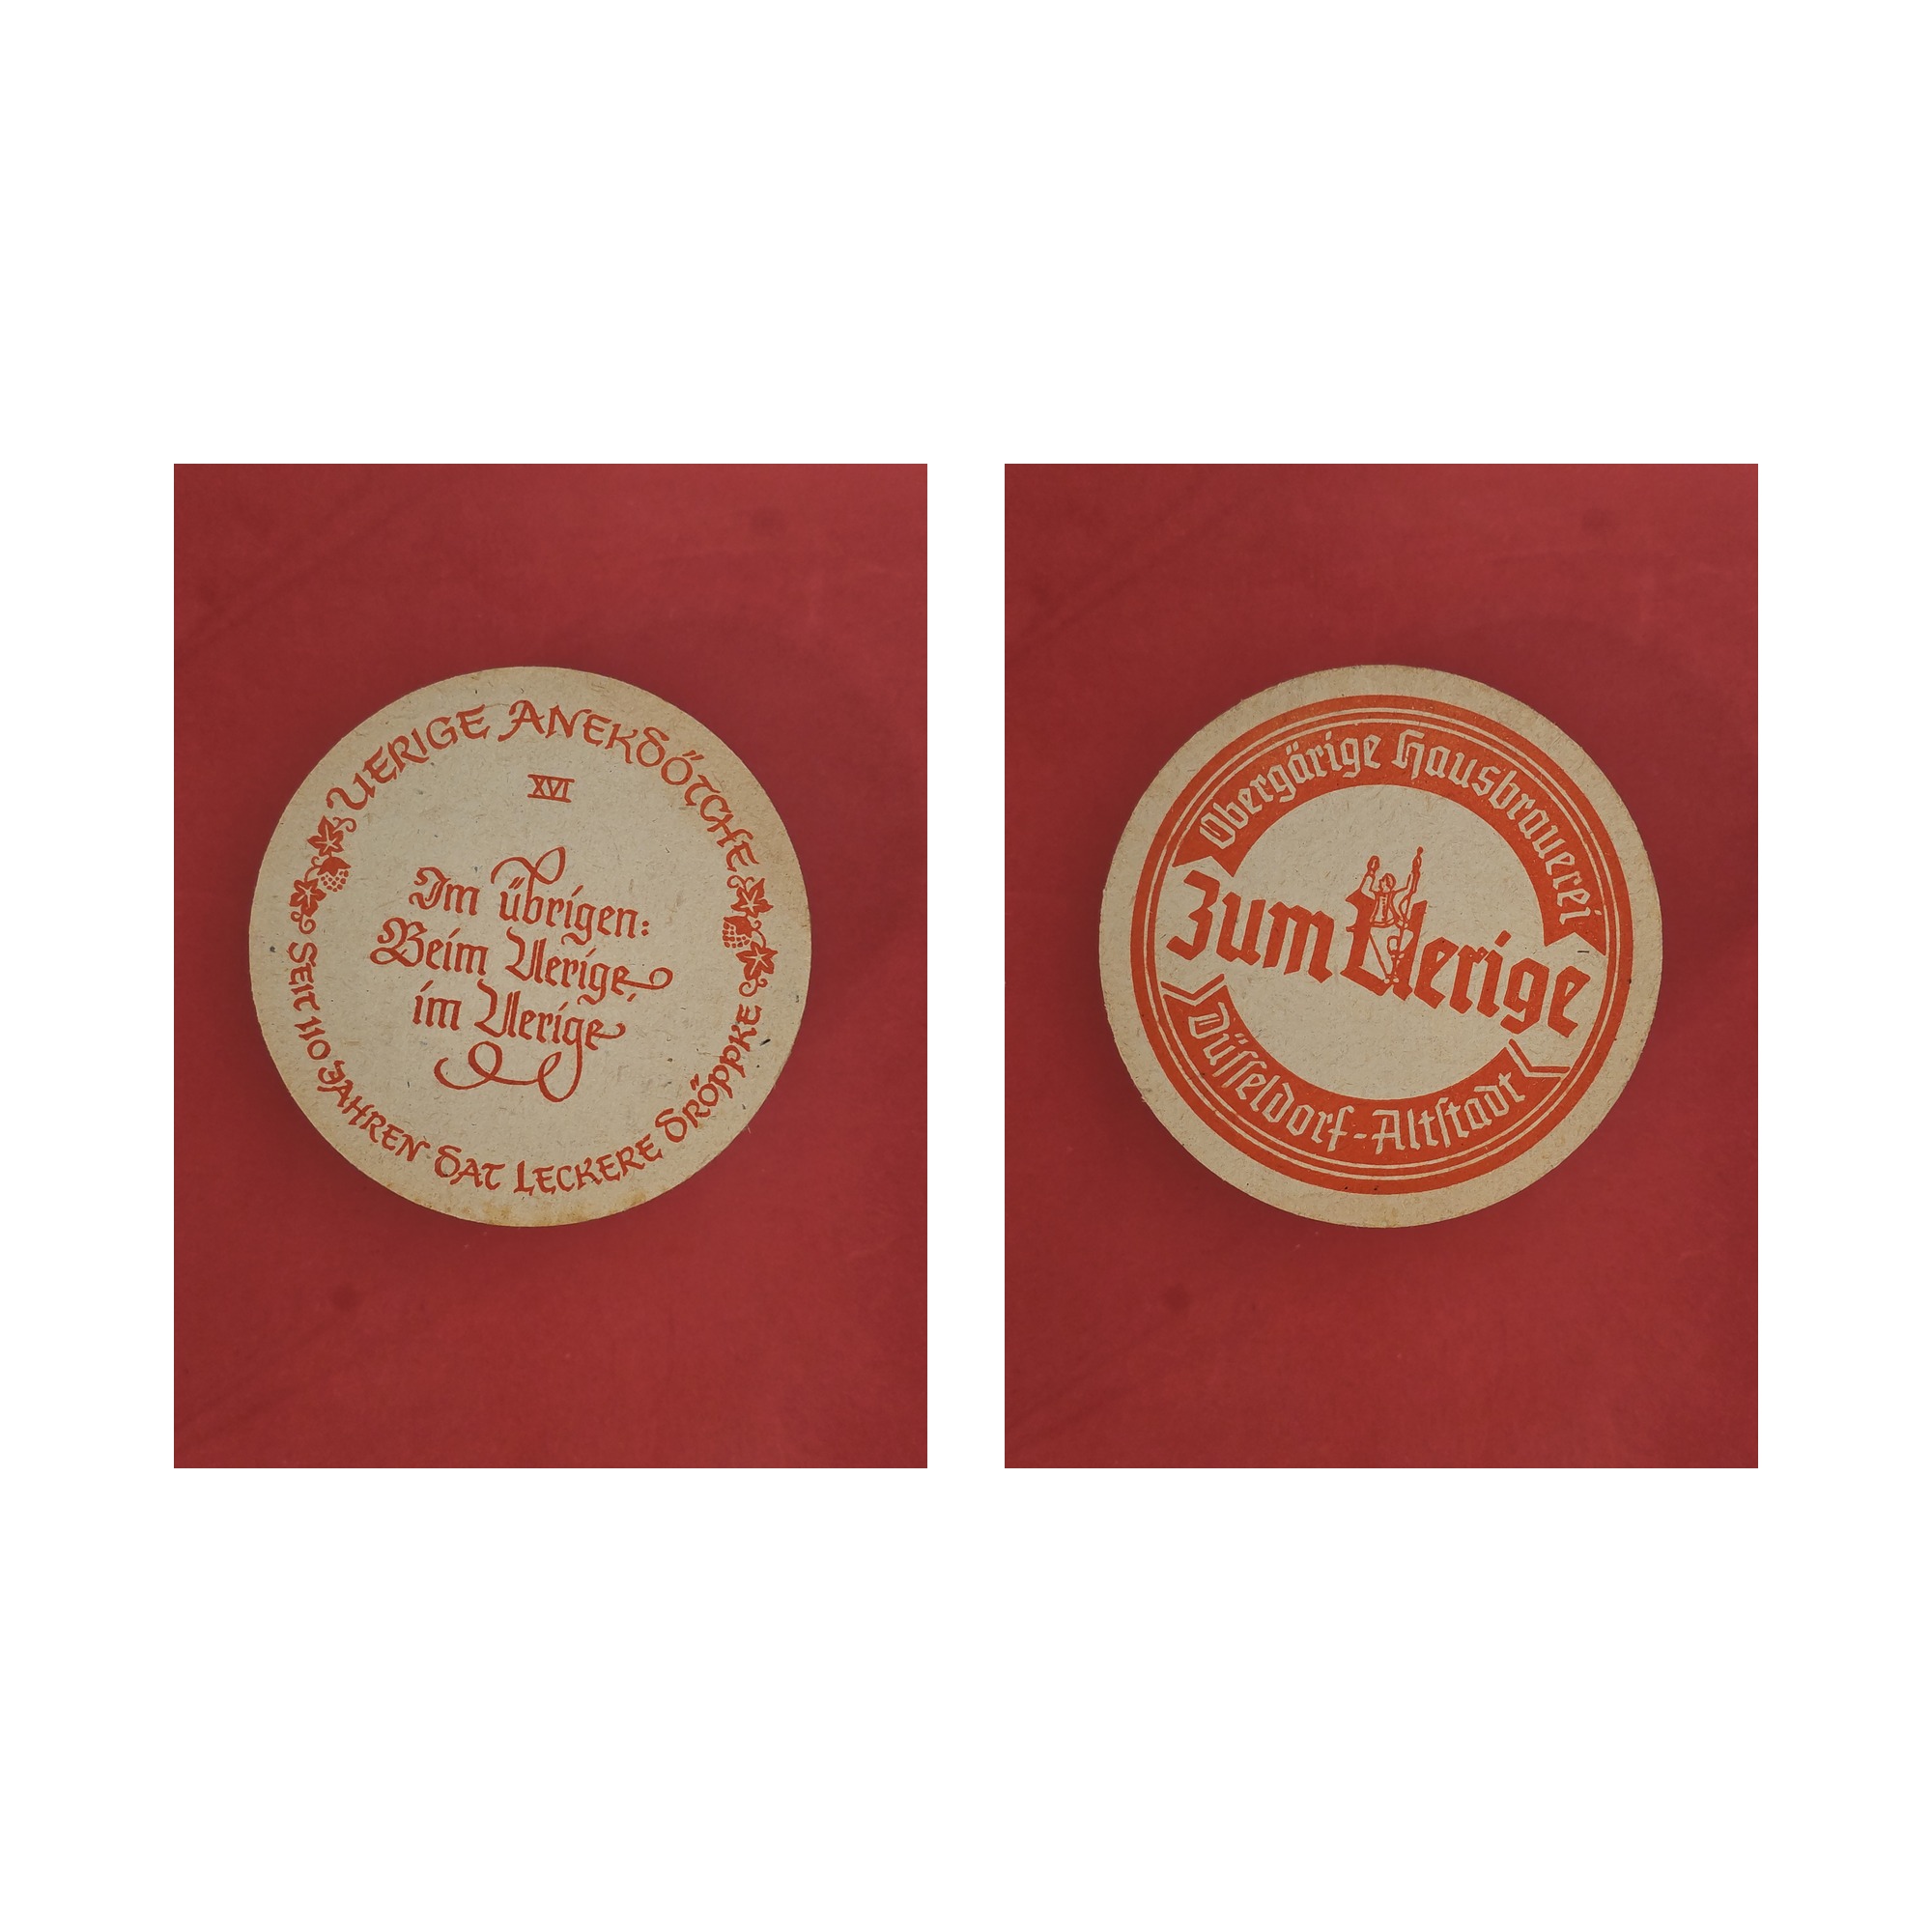 UERIGE ANEKDÖTCHE
XVI
Im übrigen:
Beim Uerige,
im Uerige
SEIT 110 JAHREN DAT LECKERE DRÖPPKE
Obergärige Hausbrauerei
Zum Uerige
Düſſeldorf-Altſtadt